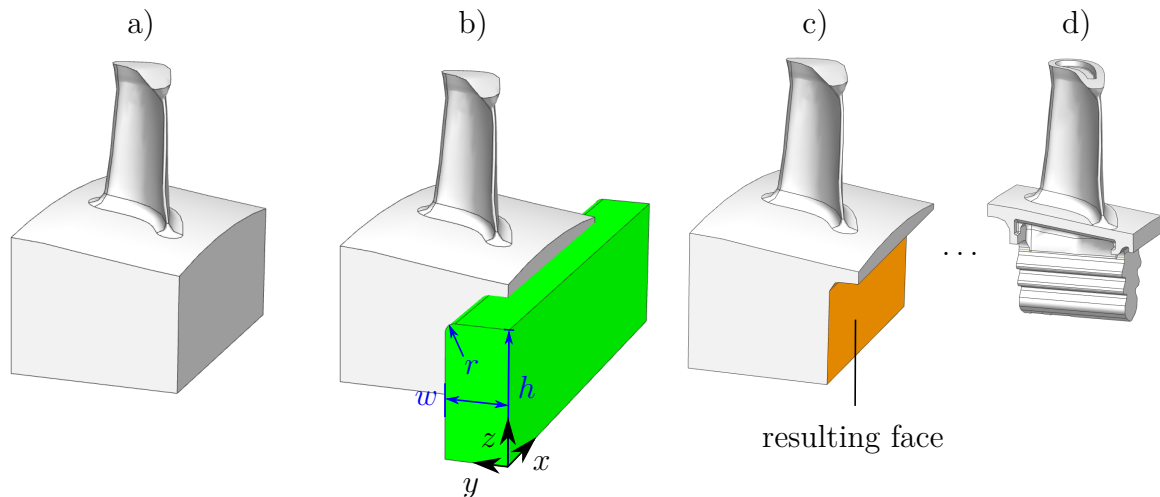 a)
b)
c)
d)
r
w
h
. . .
z
x
y
resulting face